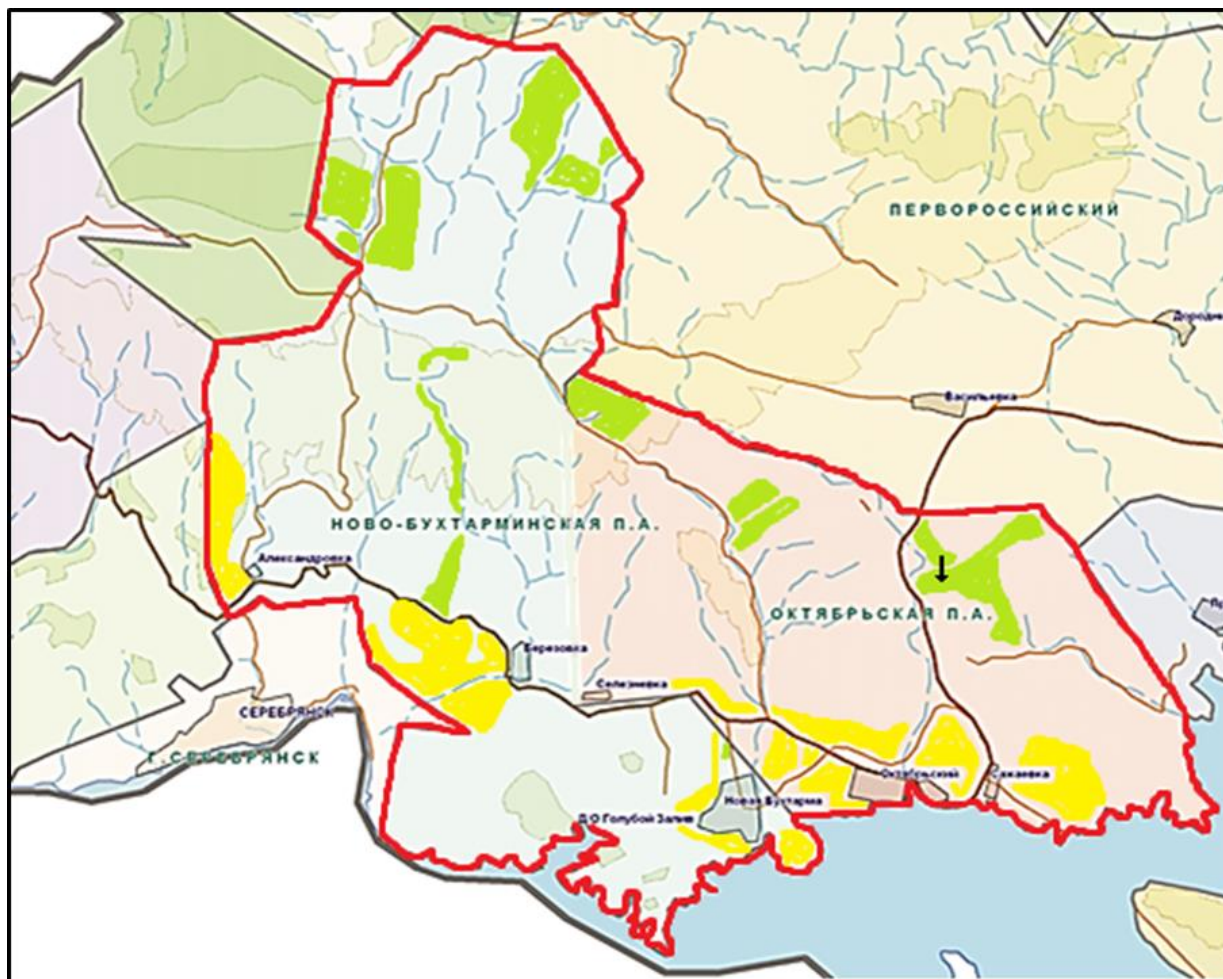 ПЕРВОРОССИЙСКИЙ
Васильевка
НОВО-БУХТАРМИНСКАЯ П.А.
Александровка
ОКТЯБРЬСКАЯ П.А.
Березовка
Селезневка
СЕРЕБРЯНСК
Г.СЕРЕБРЯНСК
Октябрьский
Сажаевка
Новая Бухтарма
Д/О Голубой Залив